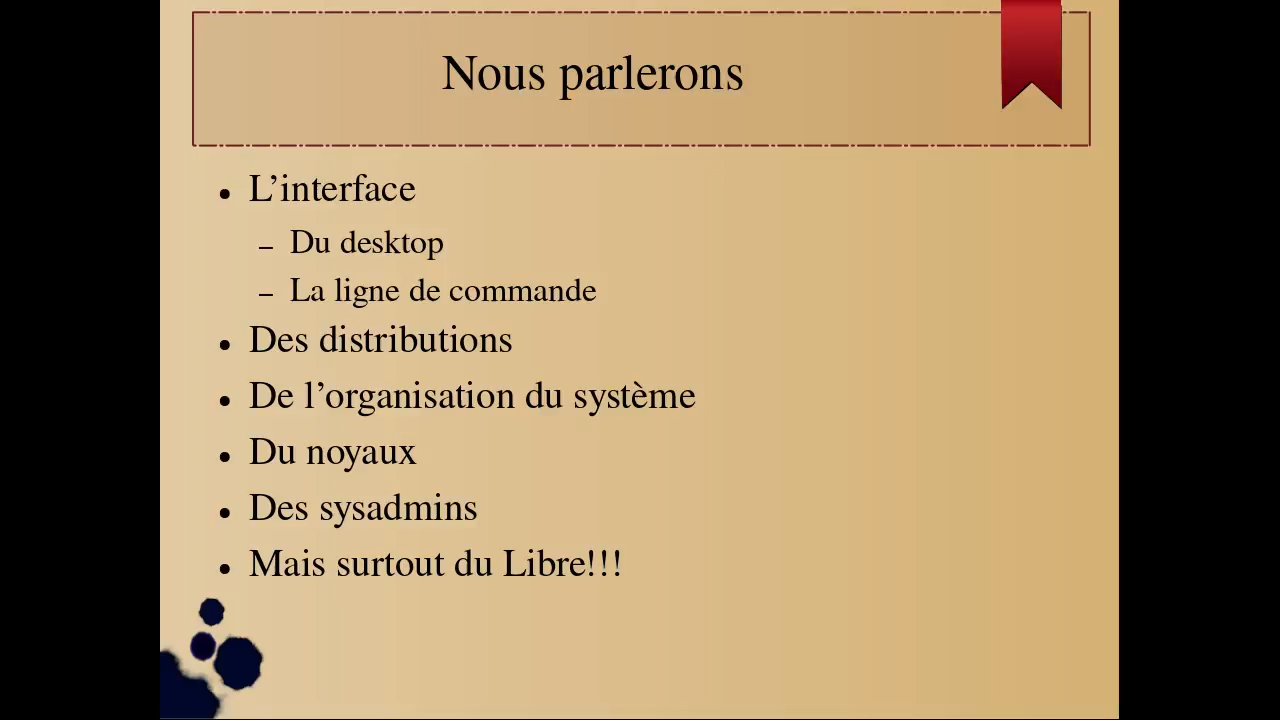 Nous parlerons
● L’interface
– Du desktop
– La ligne de commande
● Des distributions
● De l’organisation du système
● Du noyaux
● Des sysadmins
● Mais surtout du Libre!!!